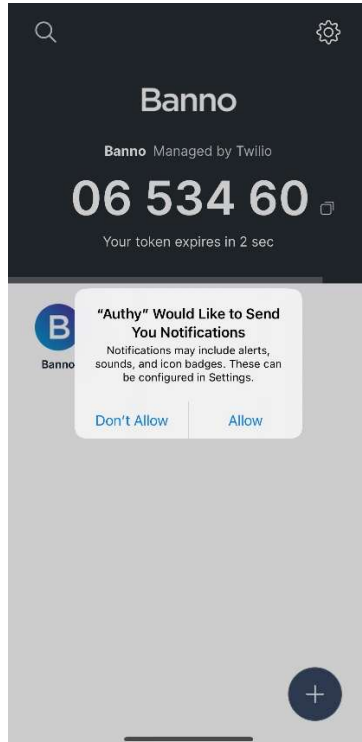 Banno
Banno Managed by Twilio
06 534 60
Your token expires in 2 sec
“Authy” Would Like to Send
You Notifications
Notifications may include alerts,
sounds, and icon badges. These can
be configured in Settings.
Don’t Allow
Allow
B
Banno